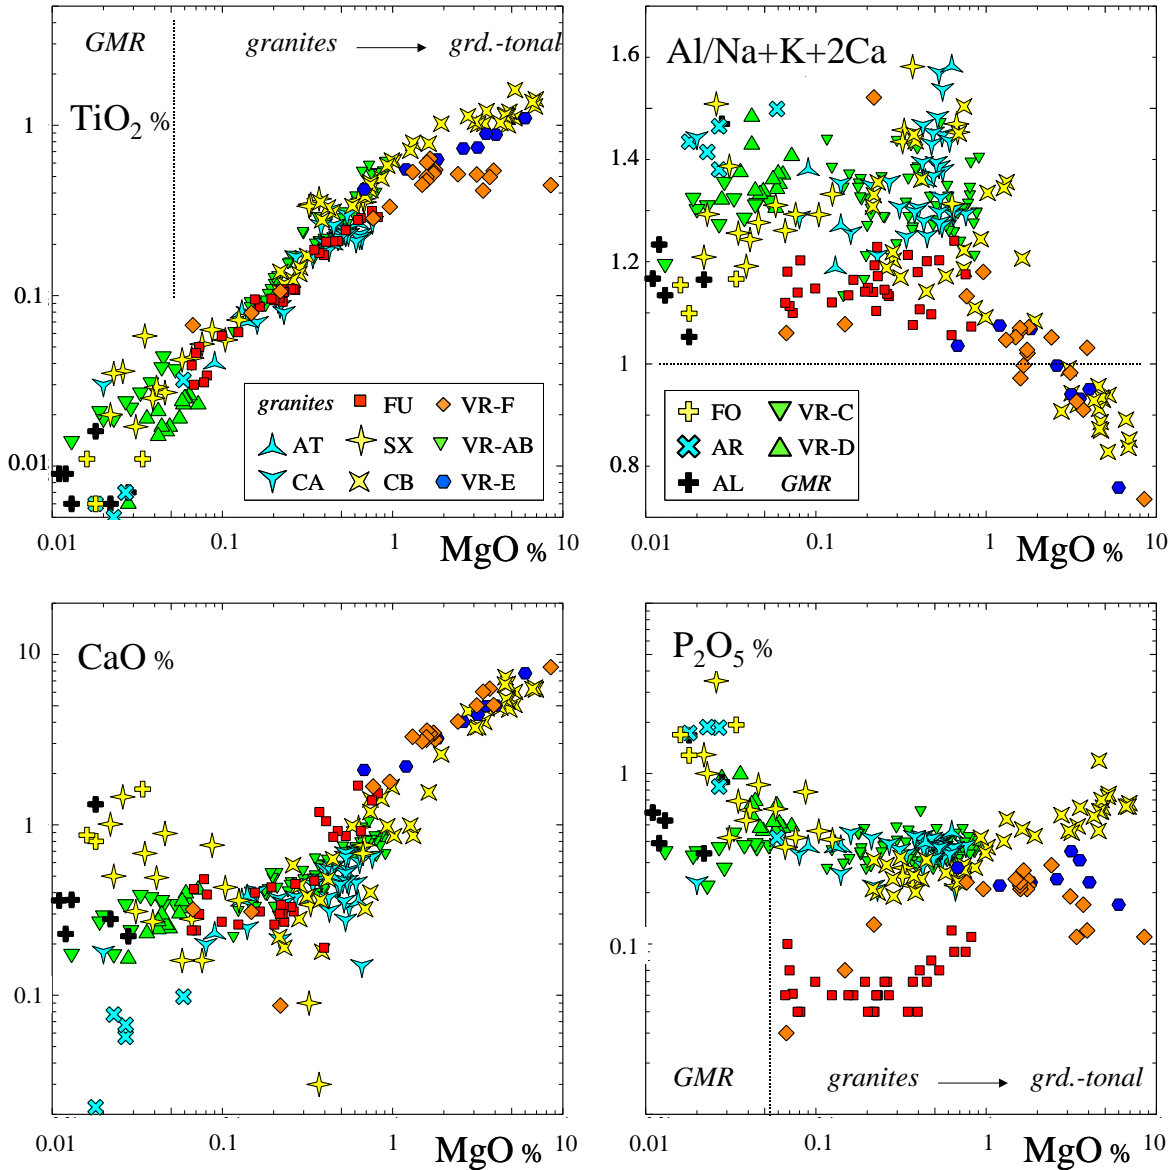 GMR granites grd.-tonal
TiO2 %
1
0.1
0.01
granites FU VR-F
AT SX VR-AB
CA CB VR-E
0.01 0.1 1 10
MgO %
Al/Na+K+2Ca
1.6
1.4
1.2
1
0.8
FO VR-C
AR VR-D
AL GMR
0.01 0.1 1 10
MgO %
CaO %
10
1
0.1
0.01 0.1 1 10
MgO %
P2O5 %
1
0.1
GMR granites grd.-tonal
0.01 0.1 1 10
MgO %